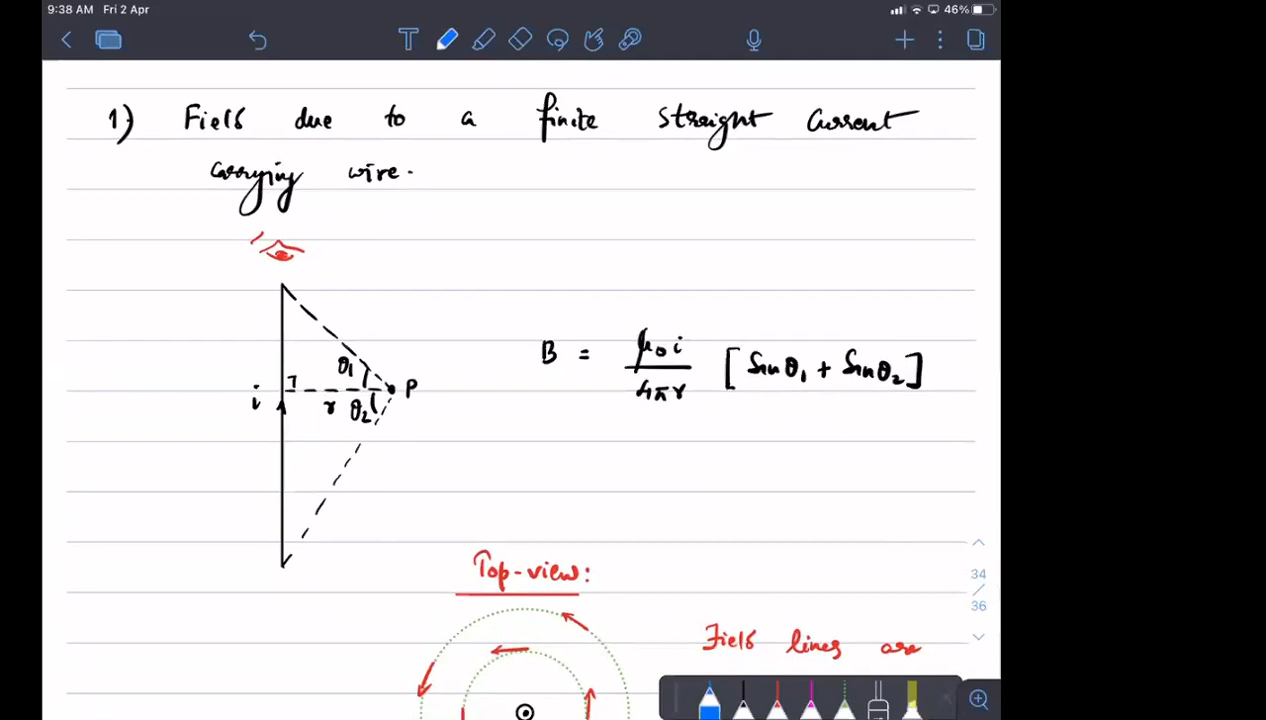 9:38 AM Fri 2 Apr
46%
1) Field due to a finite straight current
carrying wire.
θ1
i
r
θ2
P
B = μ0 i / 4πr [Sinθ1 + Sinθ2]
Top-view:
34
/
36
Field lines are